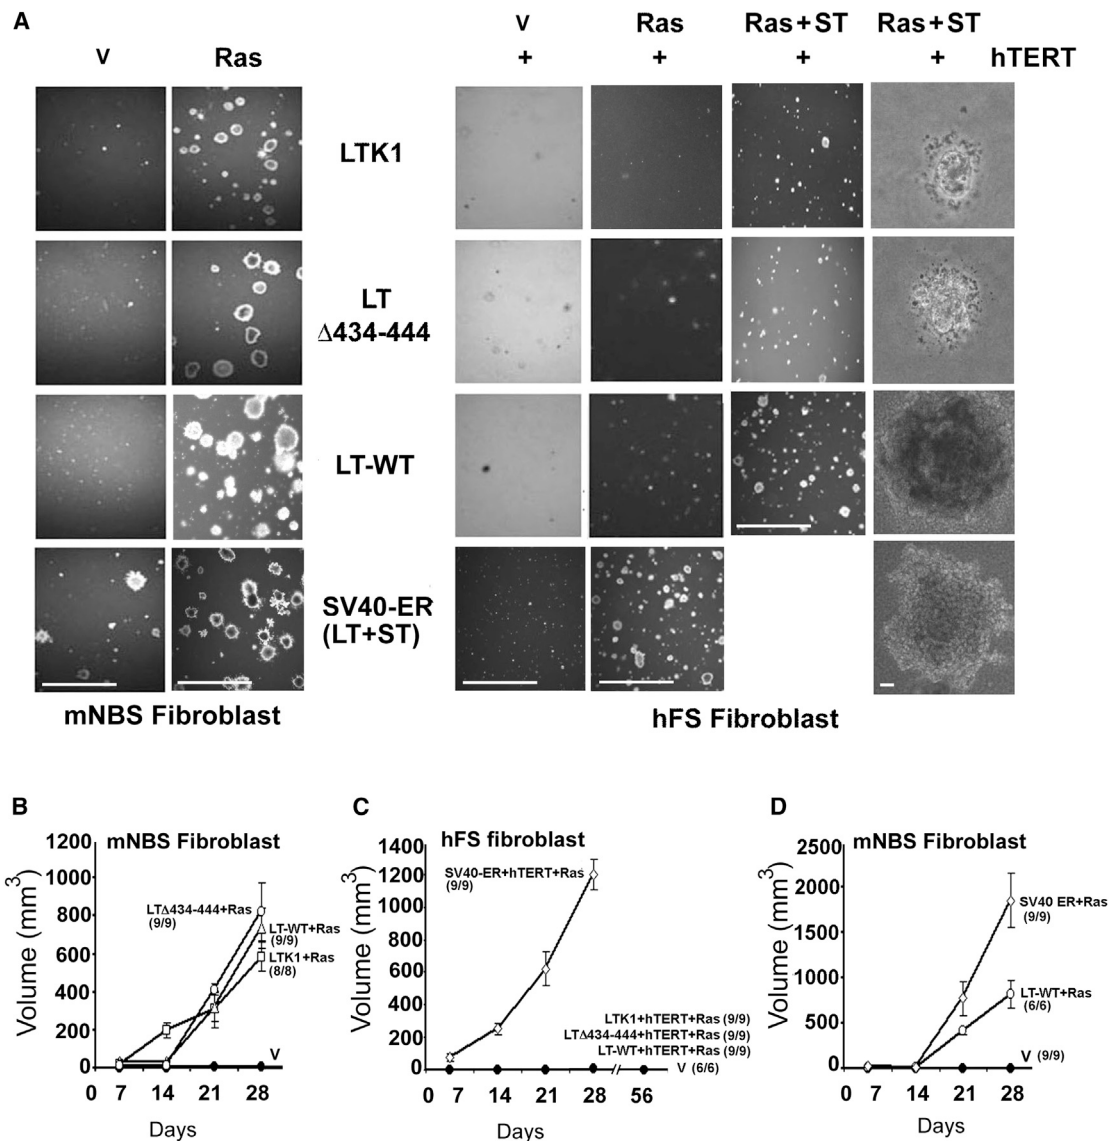 A
V Ras
V Ras Ras+ST Ras+ST
+ + + + hTERT
LTK1
LT
Δ434-444
LT-WT
SV40-ER
(LT+ST)
mNBS Fibroblast
hFS Fibroblast
B
mNBS Fibroblast
Volume (mm³)
1200
1000
800
600
400
200
0
LTΔ434-444+Ras
(9/9)
LT-WT+Ras
(9/9)
LTK1+Ras
(8/8)
V
0 7 14 21 28
Days
C
hFS fibroblast
Volume (mm³)
1400
1200
1000
800
600
400
200
0
SV40-ER+hTERT+Ras
(9/9)
LTK1+hTERT+Ras (9/9)
LTΔ434-444+hTERT+Ras (9/9)
LT-WT+hTERT+Ras (9/9)
V (6/6)
0 7 14 21 28 56
Days
D
mNBS Fibroblast
Volume (mm³)
2500
2000
1500
1000
500
0
SV40 ER+Ras
(9/9)
LT-WT+Ras
(6/6)
V (9/9)
0 7 14 21 28
Days